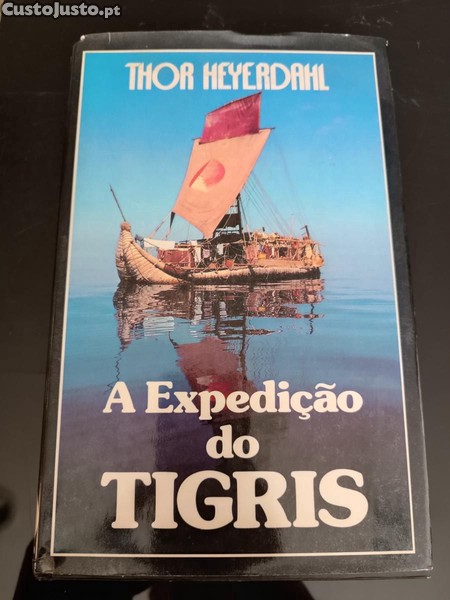 CustoJusto.pt
THOR HEYERDAHL
A Expedição
do
TIGRIS